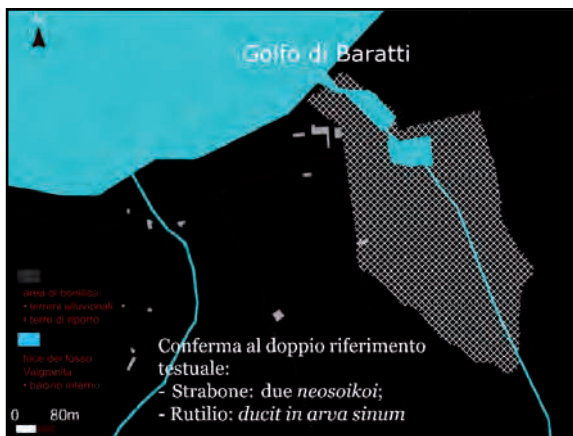 Golfo di Baratti
area di bonifica:
• terreni alluvionali
• terre di riporto
foce del fosso
Valgranita
• bacino interno
0 80m
Conferma al doppio riferimento
testuale:
- Strabone: due neosoikoi;
- Rutilio: ducit in arva sinum